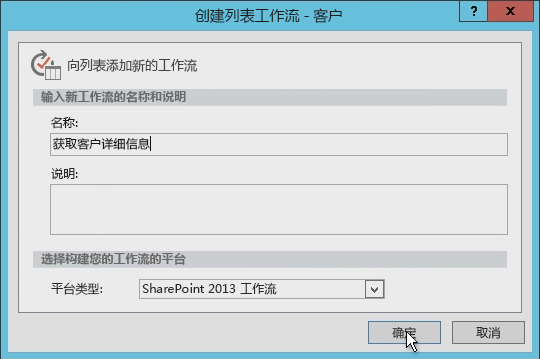 创建列表工作流 - 客户
? x
向列表添加新的工作流
输入新工作流的名称和说明
名称:
获取客户详细信息
说明:
选择构建您的工作流的平台
平台类型:
SharePoint 2013 工作流
确定
取消